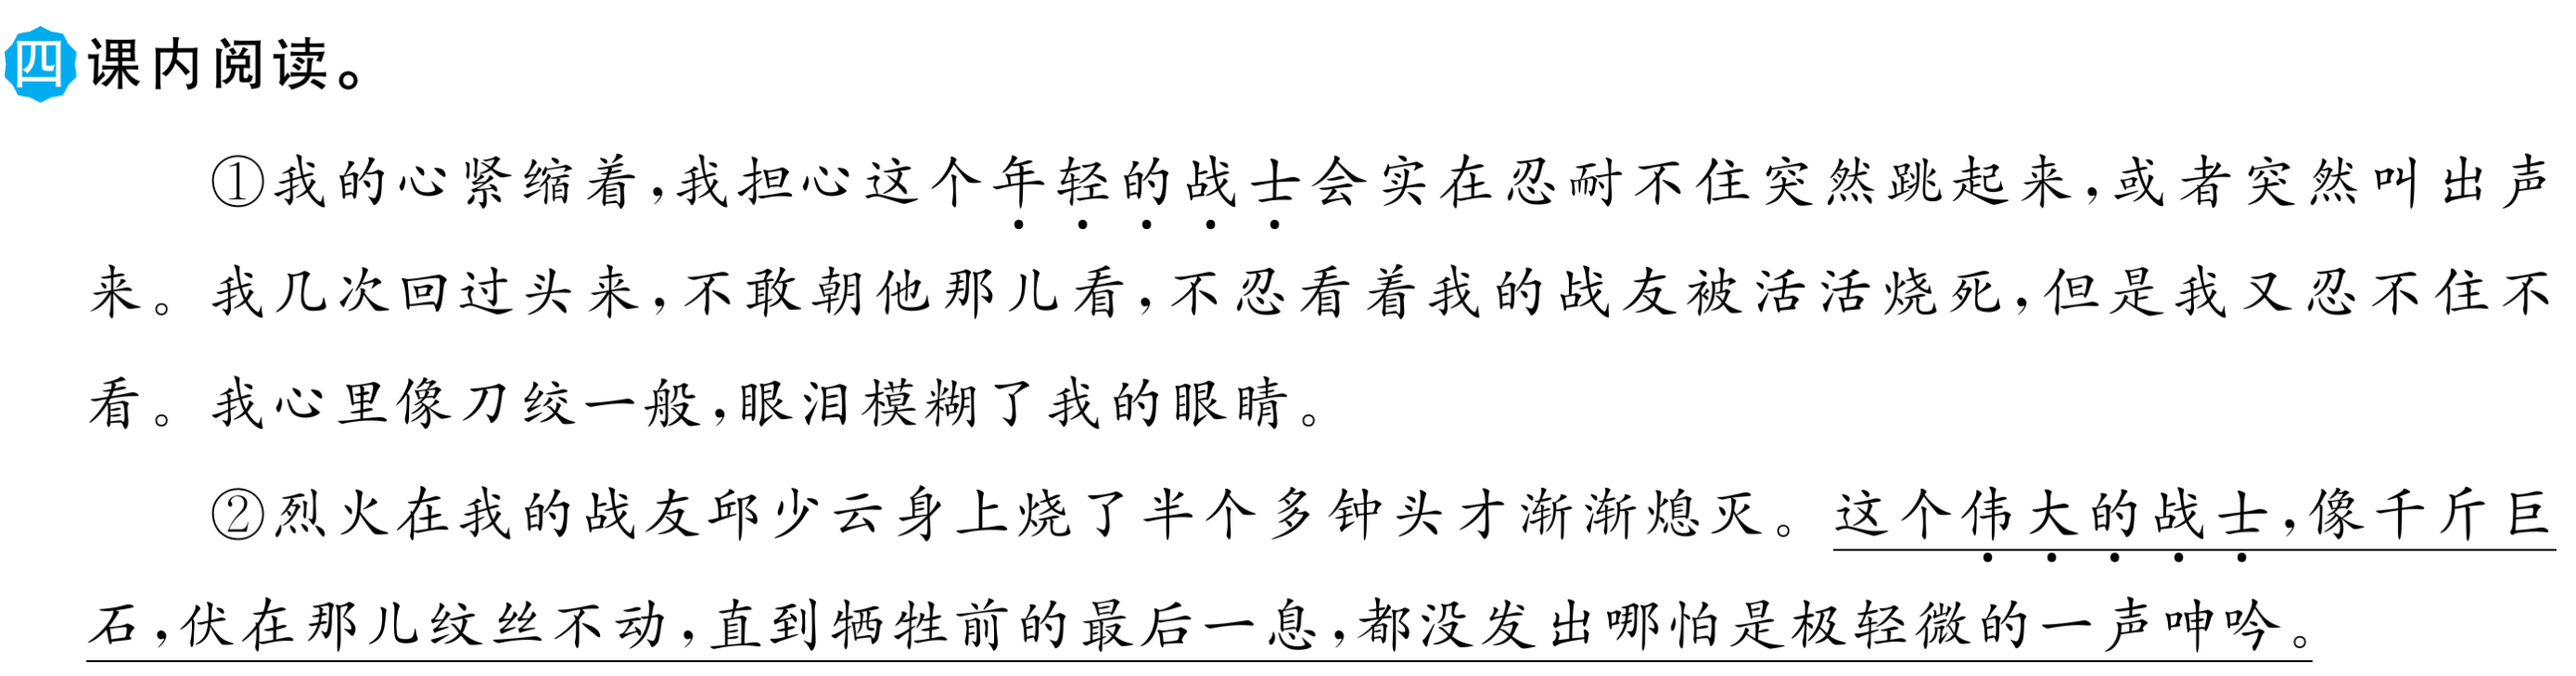 四 课内阅读。
①我的心紧缩着,我担心这个年轻的战士会实在忍耐不住突然跳起来,或者突然叫出声
来。我几次回过头来,不敢朝他那儿看,不忍看着我的战友被活活烧死,但是我又忍不住不
看。我心里像刀绞一般,眼泪模糊了我的眼睛。
②烈火在我的战友邱少云身上烧了半个多钟头才渐渐熄灭。这个伟大的战士,像千斤巨
石,伏在那儿纹丝不动,直到牺牲前的最后一息,都没发出哪怕是极轻微的一声呻吟。